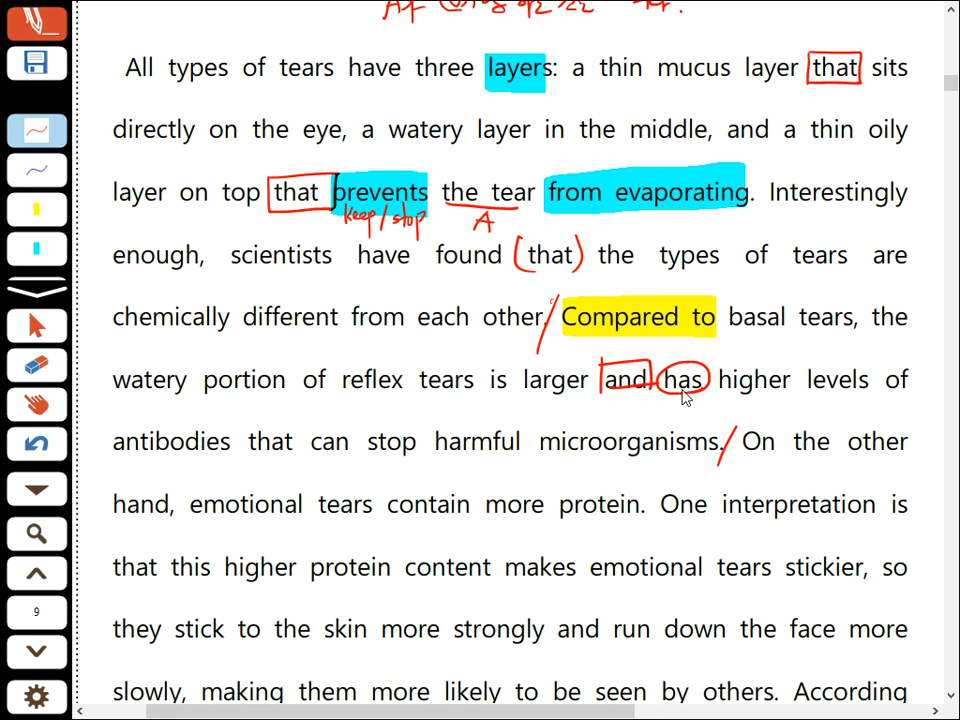 All types of tears have three layers: a thin mucus layer that sits
directly on the eye, a watery layer in the middle, and a thin oily
layer on top that prevents the tear from evaporating. Interestingly
keep/stop A
enough, scientists have found (that) the types of tears are
chemically different from each other. / Compared to basal tears, the
watery portion of reflex tears is larger and has higher levels of
antibodies that can stop harmful microorganisms. / On the other
hand, emotional tears contain more protein. One interpretation is
that this higher protein content makes emotional tears stickier, so
they stick to the skin more strongly and run down the face more
slowly, making them more likely to be seen by others. According
9